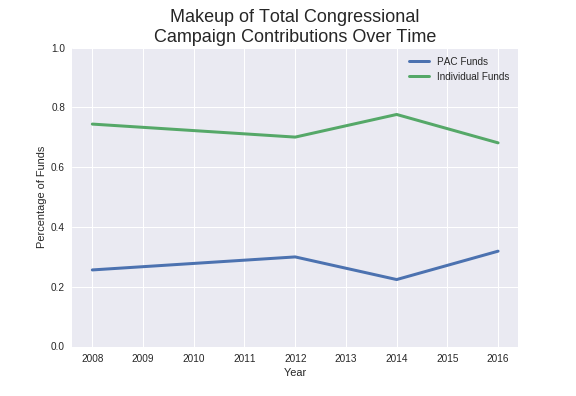 Makeup of Total Congressional
Campaign Contributions Over Time
PAC Funds
Individual Funds
1.0
0.8
0.6
0.4
0.2
0.0
Percentage of Funds
2008 2009 2010 2011 2012 2013 2014 2015 2016
Year